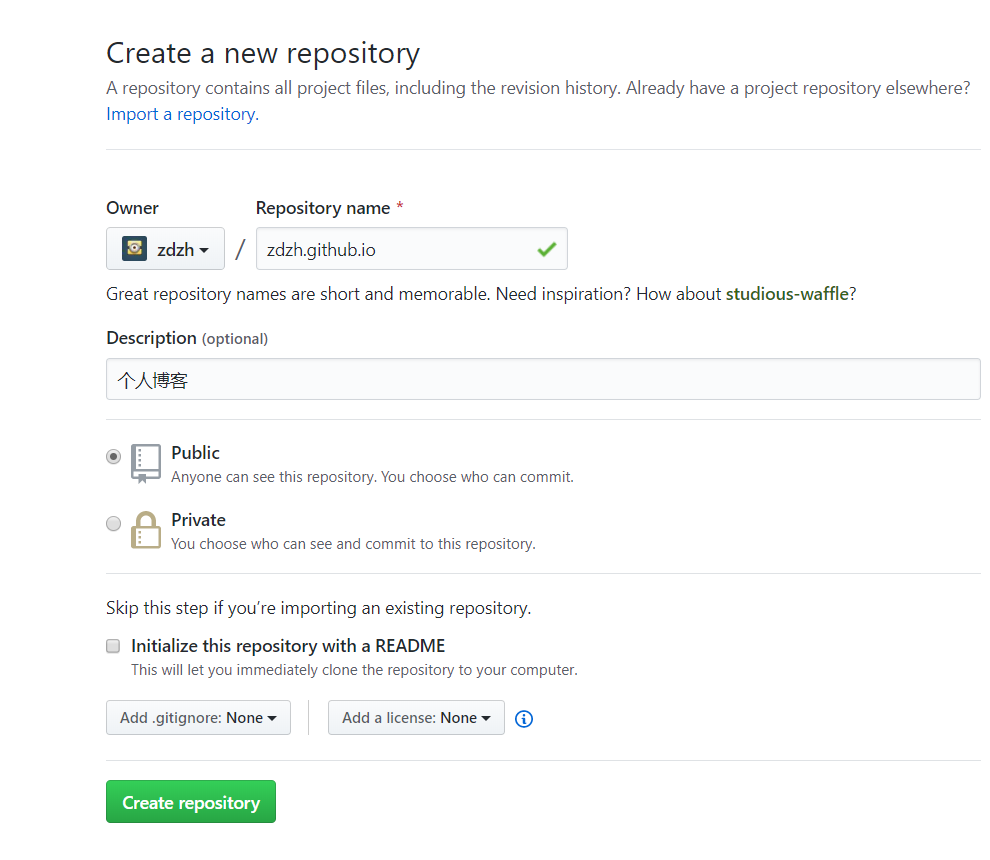 Create a new repository
A repository contains all project files, including the revision history. Already have a project repository elsewhere?
Import a repository.
Owner
Repository name *
zdzh
/
zdzh.github.io
Great repository names are short and memorable. Need inspiration? How about studious-waffle?
Description (optional)
个人博客
Public
Anyone can see this repository. You choose who can commit.
Private
You choose who can see and commit to this repository.
Skip this step if you’re importing an existing repository.
Initialize this repository with a README
This will let you immediately clone the repository to your computer.
Add .gitignore: None
Add a license: None
Create repository